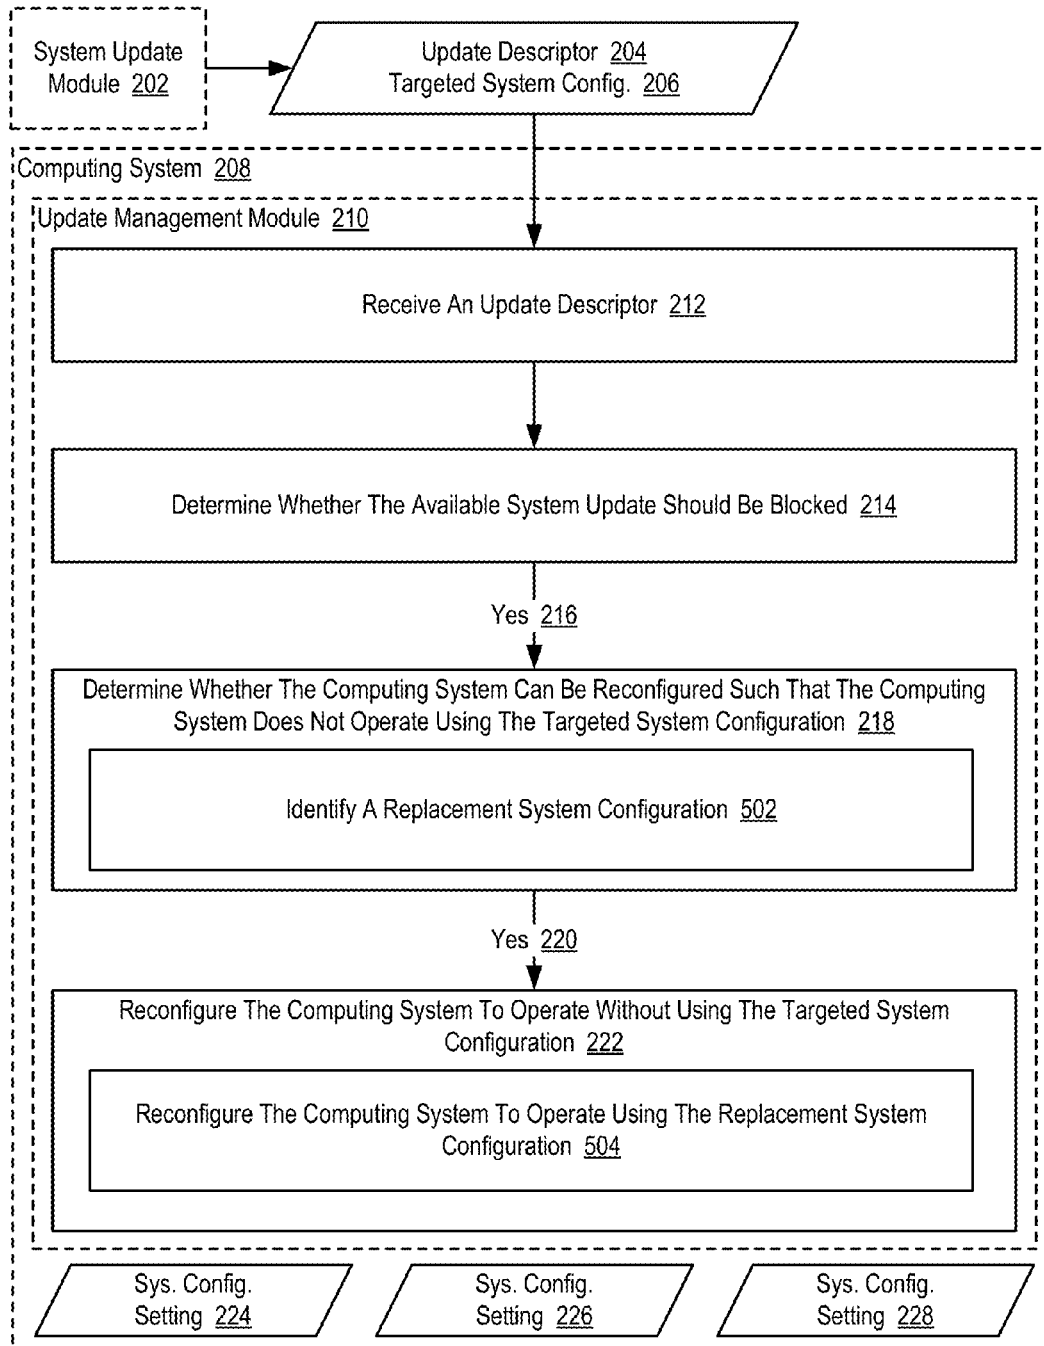 System Update
Module 202
Update Descriptor 204
Targeted System Config. 206
Computing System 208
Update Management Module 210
Receive An Update Descriptor 212
Determine Whether The Available System Update Should Be Blocked 214
Yes 216
Determine Whether The Computing System Can Be Reconfigured Such That The Computing
System Does Not Operate Using The Targeted System Configuration 218
Identify A Replacement System Configuration 502
Yes 220
Reconfigure The Computing System To Operate Without Using The Targeted System
Configuration 222
Reconfigure The Computing System To Operate Using The Replacement System
Configuration 504
Sys. Config.
Setting 224
Sys. Config.
Setting 226
Sys. Config.
Setting 228